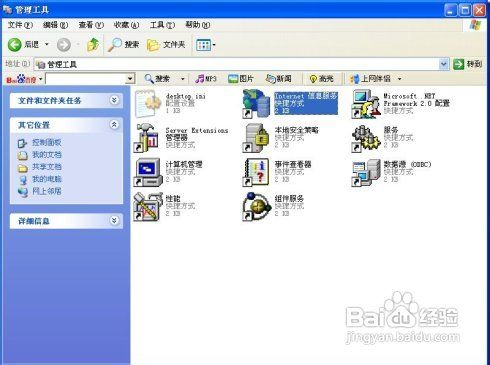 管理工具
文件(F) 编辑(E) 查看(V) 收藏(A) 工具(T) 帮助(H)
后退 搜索 文件夹
地址(D) 管理工具 转到
Bai百度 搜索 MP3 图片 新闻 高亮 上网伴侣
文件和文件夹任务
其它位置
控制面板
我的文档
共享文档
我的电脑
网上邻居
详细信息
desktop.ini
配置设置
1 KB
Internet 信息服务
快捷方式
2 KB
Microsoft .NET
Framework 2.0 配置
快捷方式
Server Extensions
管理器
快捷方式
本地安全策略
快捷方式
2 KB
服务
快捷方式
2 KB
计算机管理
快捷方式
2 KB
事件查看器
快捷方式
2 KB
数据源 (ODBC)
快捷方式
2 KB
性能
快捷方式
2 KB
组件服务
快捷方式
2 KB
Bai百度经验
jingyan.baidu.com